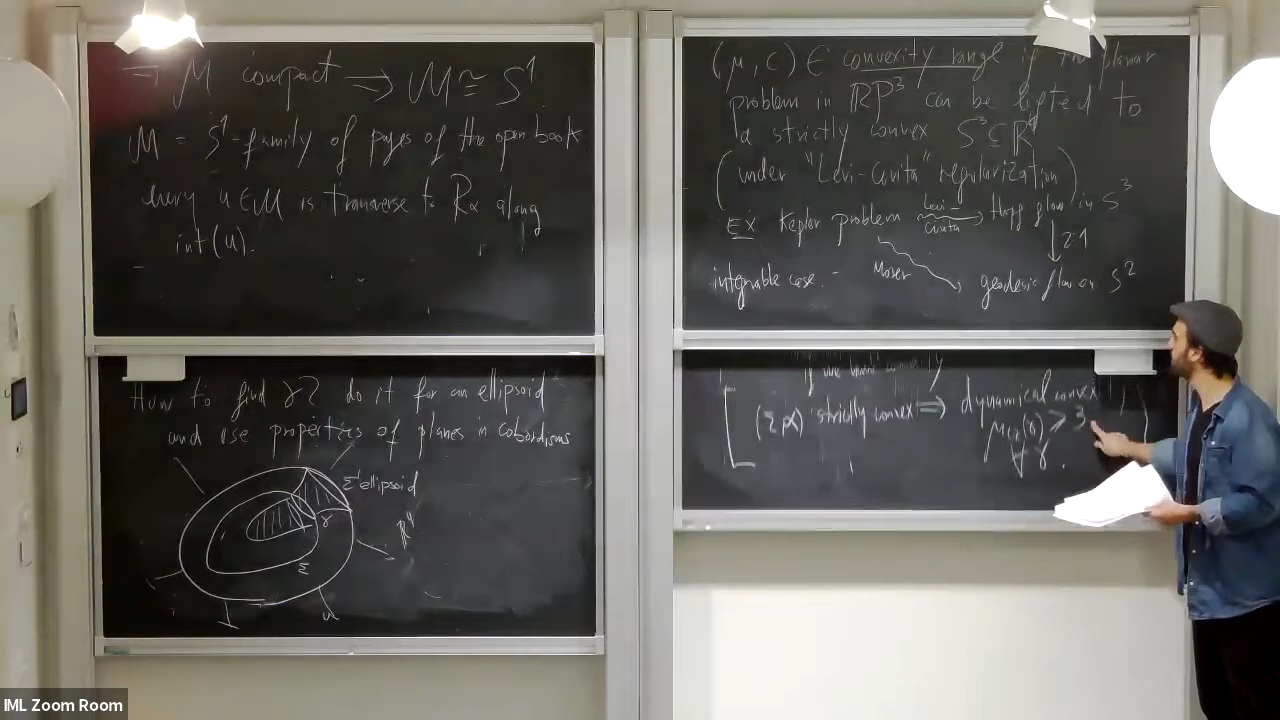 ⇒ M compact ⟹ M ≅ S¹
M = S¹-family of pages of the open book
every u ∈ M is transverse to Rα along
int(u).
How to find γ? do it for an ellipsoid
and use properties of planes in cobordisms
Σ' ellipsoid
γ
ℝ⁴
Σ
(μ, c) ∈ convexity range if the planar
problem in ℝP³ can be lifted to
a strictly convex S³ ⊆ ℝ⁴
(under "Levi-Civita" regularization)
EX Kepler problem Levi-Civita Hopf flow in S³
2:1
integrable case. Moser geodesic flow on S²
(Σ, α) strictly convex ⟹ dynamical convex
(γ) ≥ 3
∀ γ.
IML Zoom Room